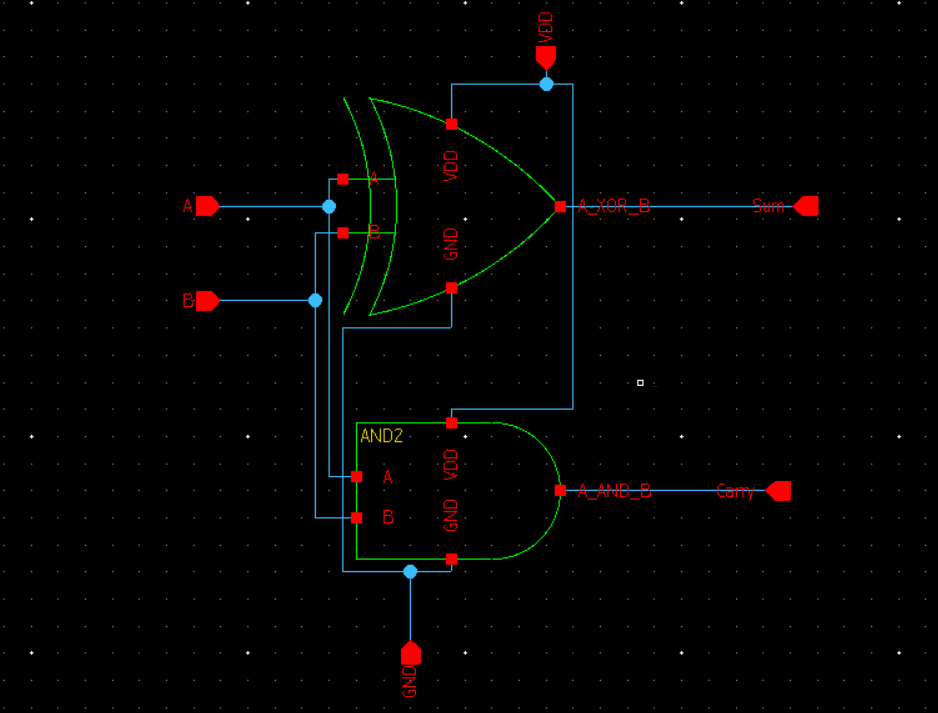 VDD
A
VDD
A
A_XOR_B
Sum
B
GND
B
AND2
VDD
A
A_AND_B
Carry
B
GND
GND